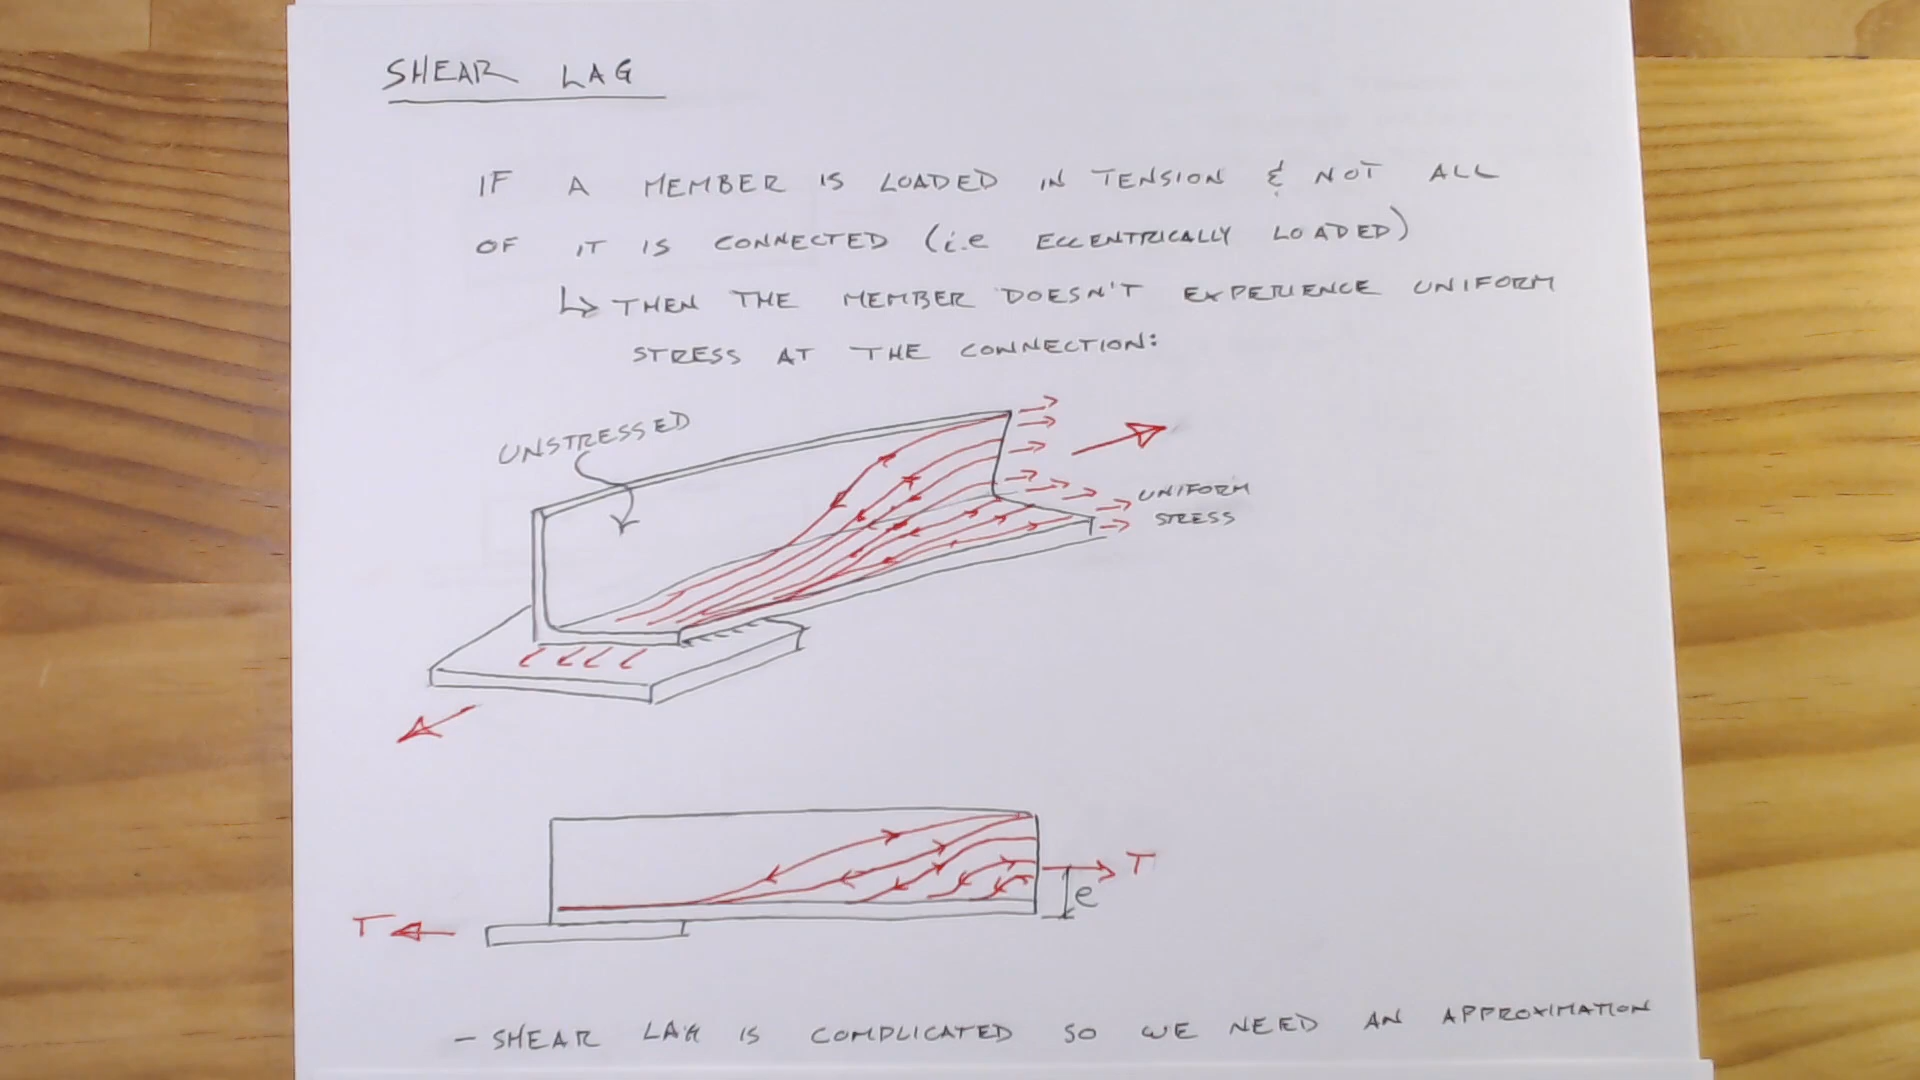 SHEAR LAG
IF A MEMBER IS LOADED IN TENSION & NOT ALL
OF IT IS CONNECTED (i.e ECCENTRICALLY LOADED)
↳ THEN THE MEMBER DOESN'T EXPERIENCE UNIFORM
STRESS AT THE CONNECTION:
UNSTRESSED
UNIFORM
STRESS
T
e
T
- SHEAR LAG IS COMPLICATED SO WE NEED AN APPROXIMATION